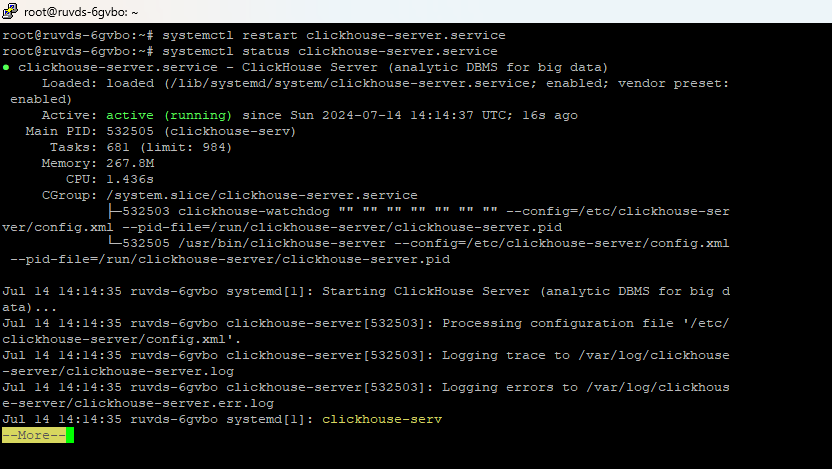 root@ruvds-6gvbo: ~
root@ruvds-6gvbo:~# systemctl restart clickhouse-server.service
root@ruvds-6gvbo:~# systemctl status clickhouse-server.service
● clickhouse-server.service - ClickHouse Server (analytic DBMS for big data)
     Loaded: loaded (/lib/systemd/system/clickhouse-server.service; enabled; vendor preset:
 enabled)
     Active: active (running) since Sun 2024-07-14 14:14:37 UTC; 16s ago
   Main PID: 532505 (clickhouse-serv)
      Tasks: 681 (limit: 984)
     Memory: 267.8M
        CPU: 1.436s
     CGroup: /system.slice/clickhouse-server.service
             ├─532503 clickhouse-watchdog "" "" "" "" "" "" "" --config=/etc/clickhouse-ser
ver/config.xml --pid-file=/run/clickhouse-server/clickhouse-server.pid
             └─532505 /usr/bin/clickhouse-server --config=/etc/clickhouse-server/config.xml
 --pid-file=/run/clickhouse-server/clickhouse-server.pid

Jul 14 14:14:35 ruvds-6gvbo systemd[1]: Starting ClickHouse Server (analytic DBMS for big d
ata)...
Jul 14 14:14:35 ruvds-6gvbo clickhouse-server[532503]: Processing configuration file '/etc/
clickhouse-server/config.xml'.
Jul 14 14:14:35 ruvds-6gvbo clickhouse-server[532503]: Logging trace to /var/log/clickhouse
-server/clickhouse-server.log
Jul 14 14:14:35 ruvds-6gvbo clickhouse-server[532503]: Logging errors to /var/log/clickhous
e-server/clickhouse-server.err.log
Jul 14 14:14:35 ruvds-6gvbo systemd[1]: clickhouse-serv
--More--